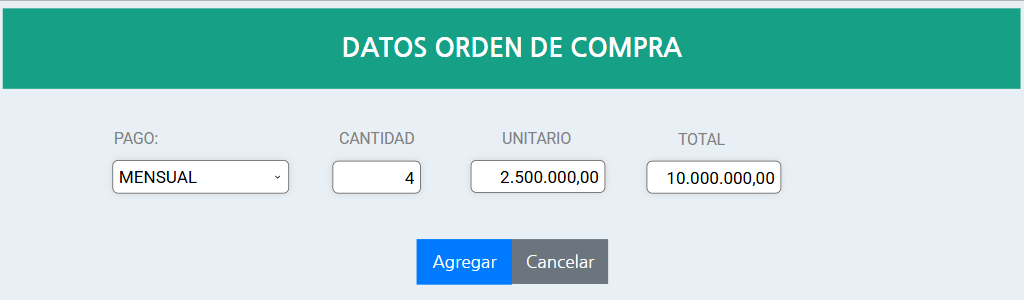 DATOS ORDEN DE COMPRA
PAGO: CANTIDAD UNITARIO TOTAL
MENSUAL 4 2.500.000,00 10.000.000,00
Agregar Cancelar